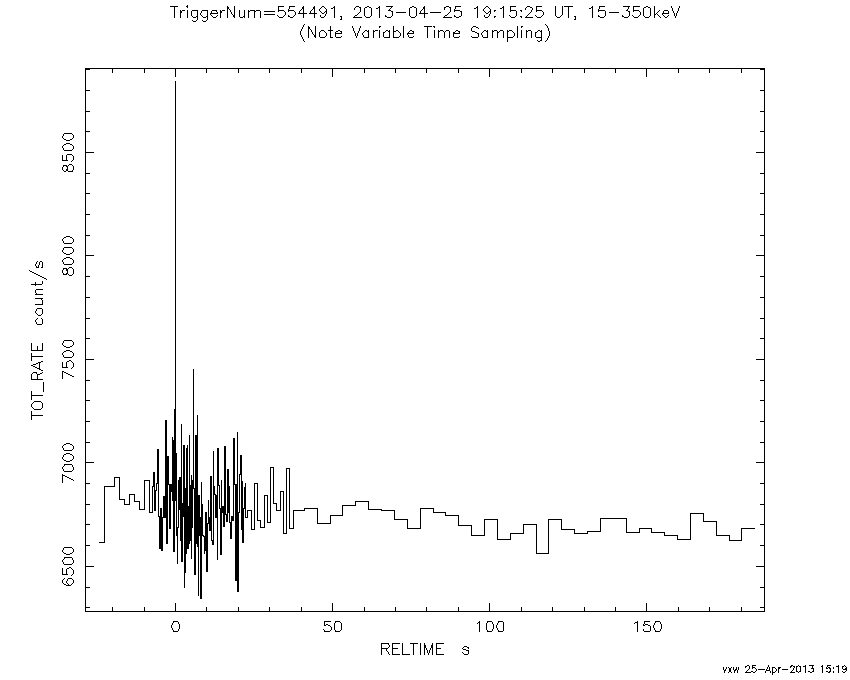 TriggerNum=554491, 2013-04-25 19:15:25 UT, 15-350keV
(Note Variable Time Sampling)
8500
8000
7500
7000
6500
TOT_RATE count/s
0 50 100 150
RELTIME s
vxw 25-Apr-2013 15:19